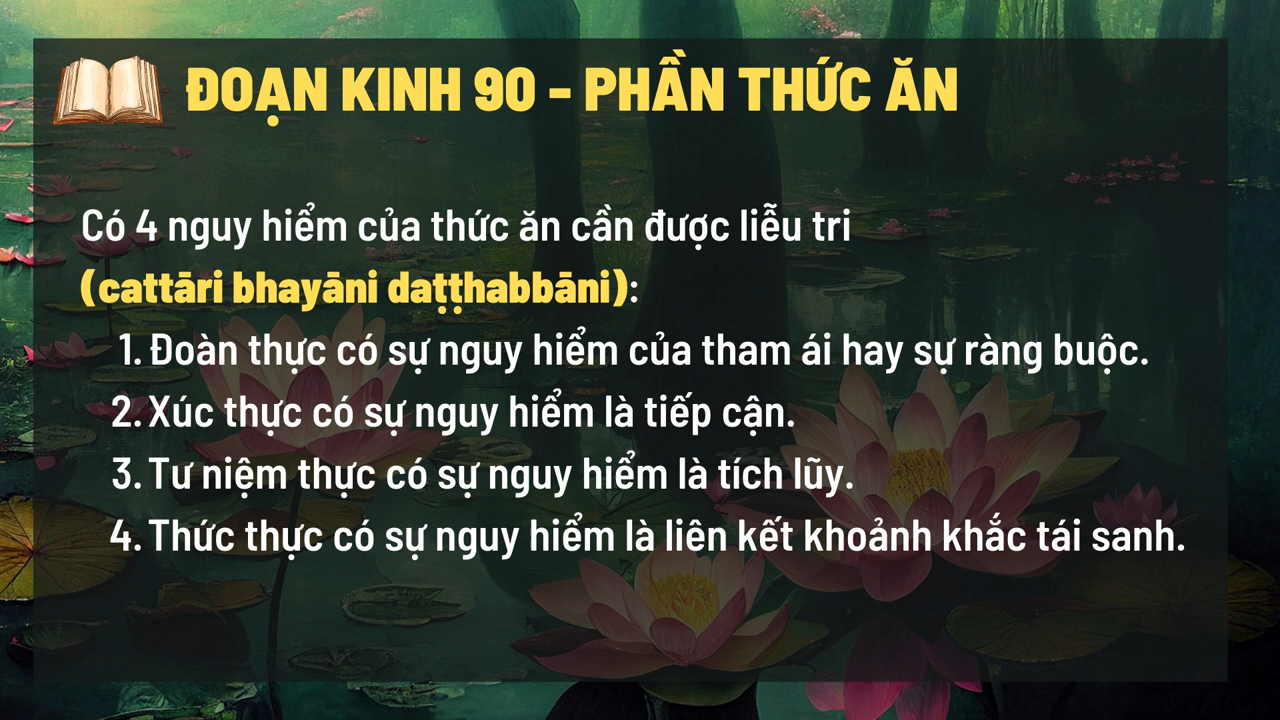 ĐOẠN KINH 90 - PHẦN THỨC ĂN
Có 4 nguy hiểm của thức ăn cần được liễu tri
(cattāri bhayāni daṭṭhabbāni):
1. Đoàn thực có sự nguy hiểm của tham ái hay sự ràng buộc.
2. Xúc thực có sự nguy hiểm là tiếp cận.
3. Tư niệm thực có sự nguy hiểm là tích lũy.
4. Thức thực có sự nguy hiểm là liên kết khoảnh khắc tái sanh.